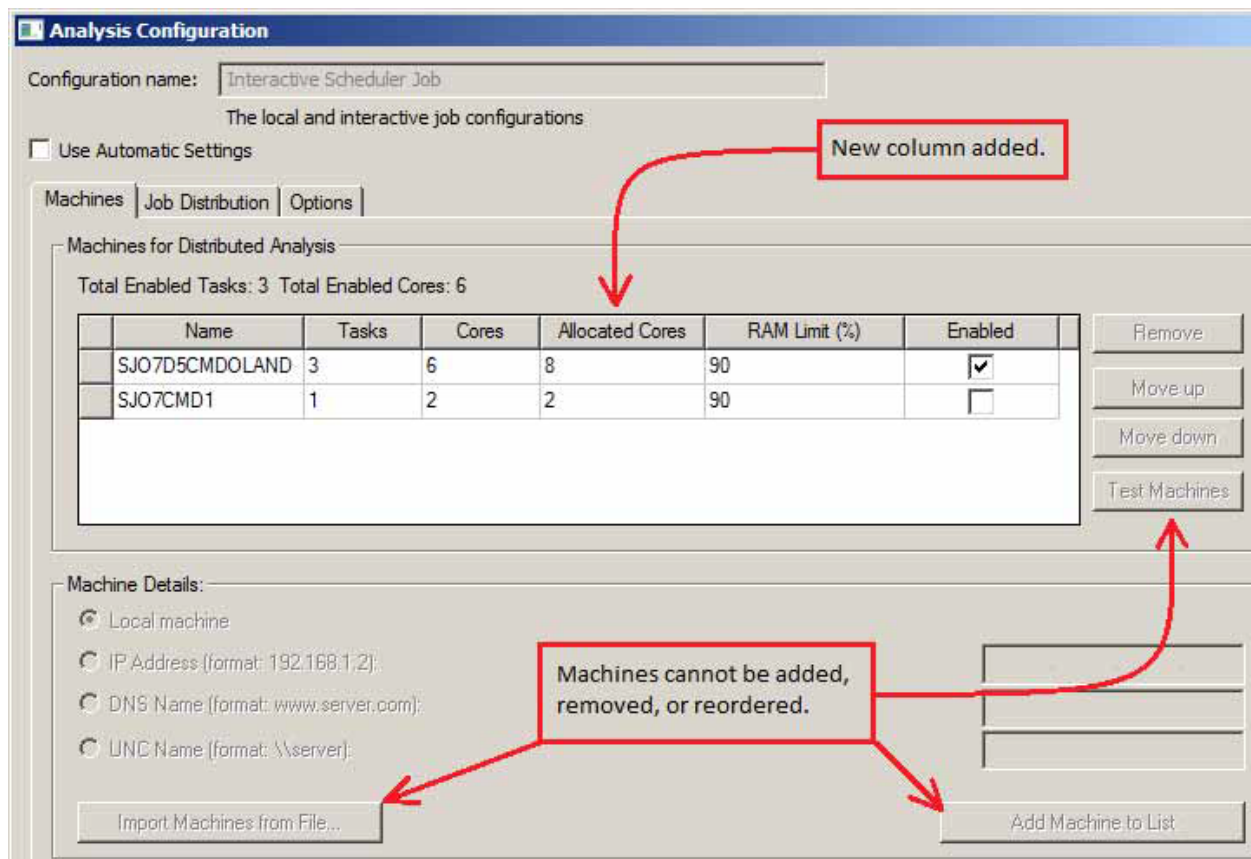 Analysis Configuration
Configuration name: Interactive Scheduler Job
The local and interactive job configurations
Use Automatic Settings
New column added.
Machines Job Distribution Options
Machines for Distributed Analysis
Total Enabled Tasks: 3 Total Enabled Cores: 6
Name Tasks Cores Allocated Cores RAM Limit (%) Enabled
Remove
SJO7D5CMDOLAND 3 6 8 90
SJO7CMD1 1 2 2 90
Move up
Move down
Test Machines
Machine Details:
Local machine
IP Address (format: 192.168.1.2):
Machines cannot be added,
removed, or reordered.
DNS Name (format: www.server.com):
UNC Name (format: \\server):
Import Machines from File...
Add Machine to List